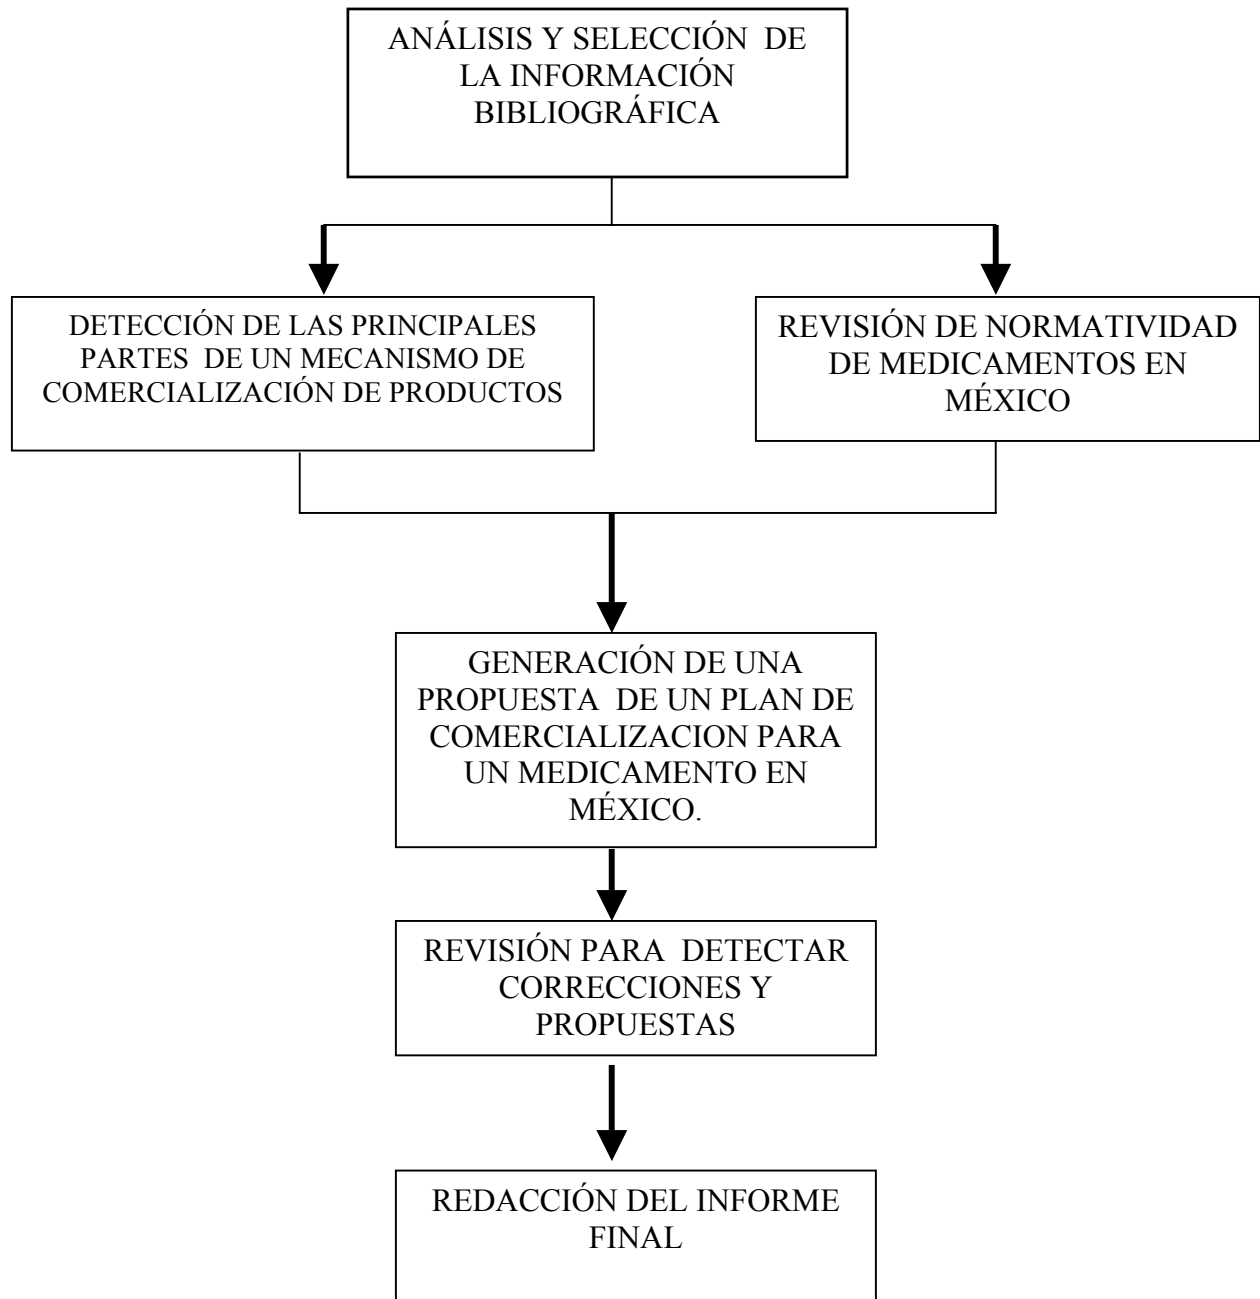 ANÁLISIS Y SELECCIÓN  DE
LA INFORMACIÓN
BIBLIOGRÁFICA
DETECCIÓN DE LAS PRINCIPALES
PARTES  DE UN MECANISMO DE
COMERCIALIZACIÓN DE PRODUCTOS
REVISIÓN DE NORMATIVIDAD
DE MEDICAMENTOS EN
MÉXICO
GENERACIÓN DE UNA
PROPUESTA  DE UN PLAN DE
COMERCIALIZACION PARA
UN MEDICAMENTO EN
MÉXICO.
REVISIÓN PARA  DETECTAR
CORRECCIONES Y
PROPUESTAS
REDACCIÓN DEL INFORME
FINAL